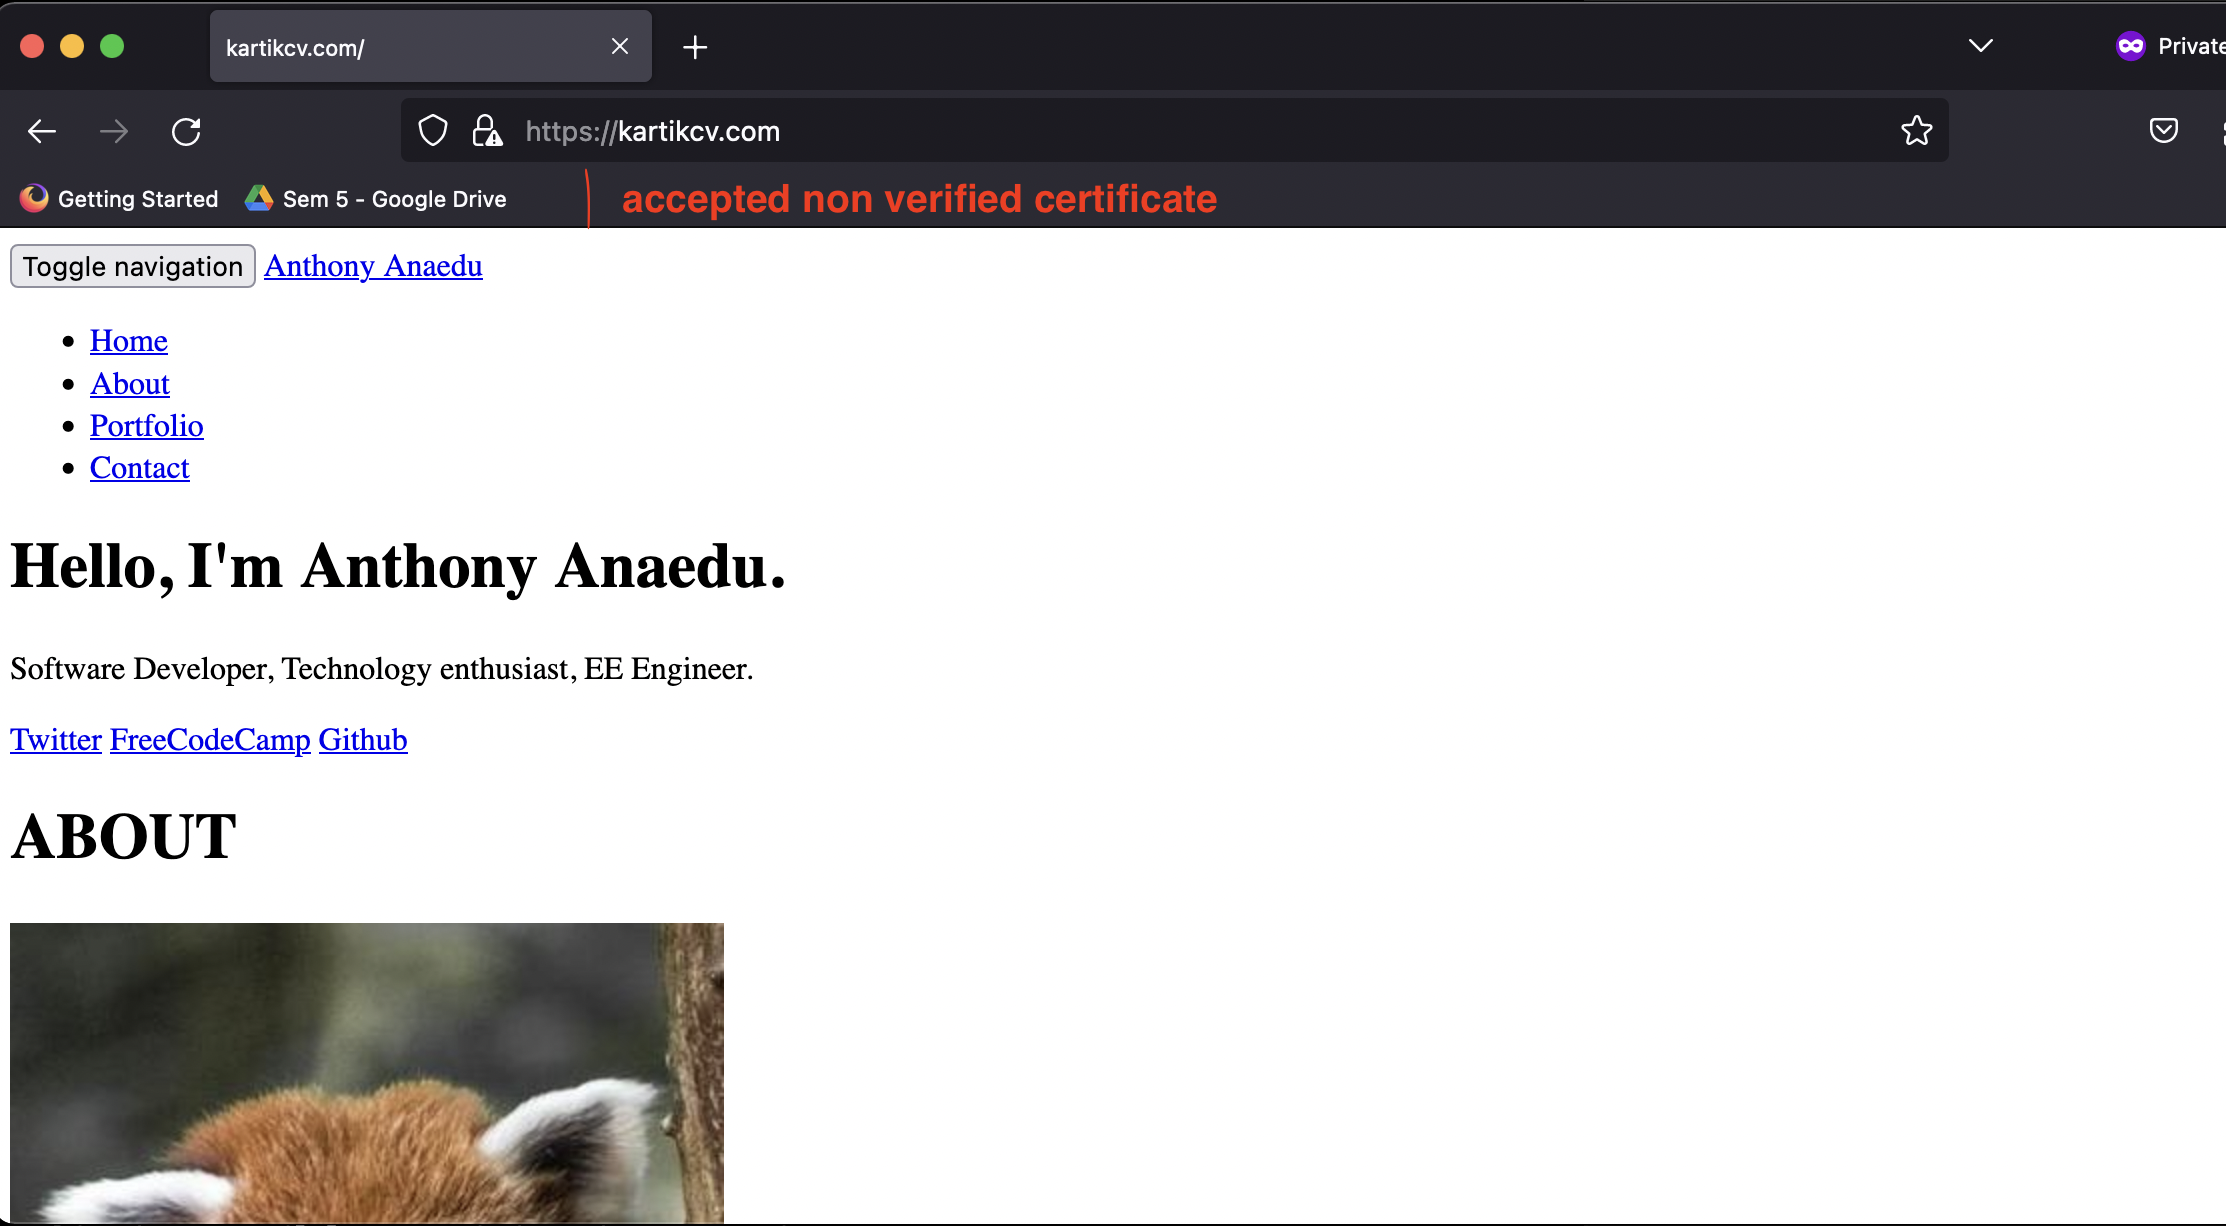 kartikcv.com/
Private
https://kartikcv.com
Getting Started Sem 5 - Google Drive accepted non verified certificate
Toggle navigation Anthony Anaedu
Home
About
Portfolio
Contact
Hello, I'm Anthony Anaedu.
Software Developer, Technology enthusiast, EE Engineer.
Twitter FreeCodeCamp Github
ABOUT